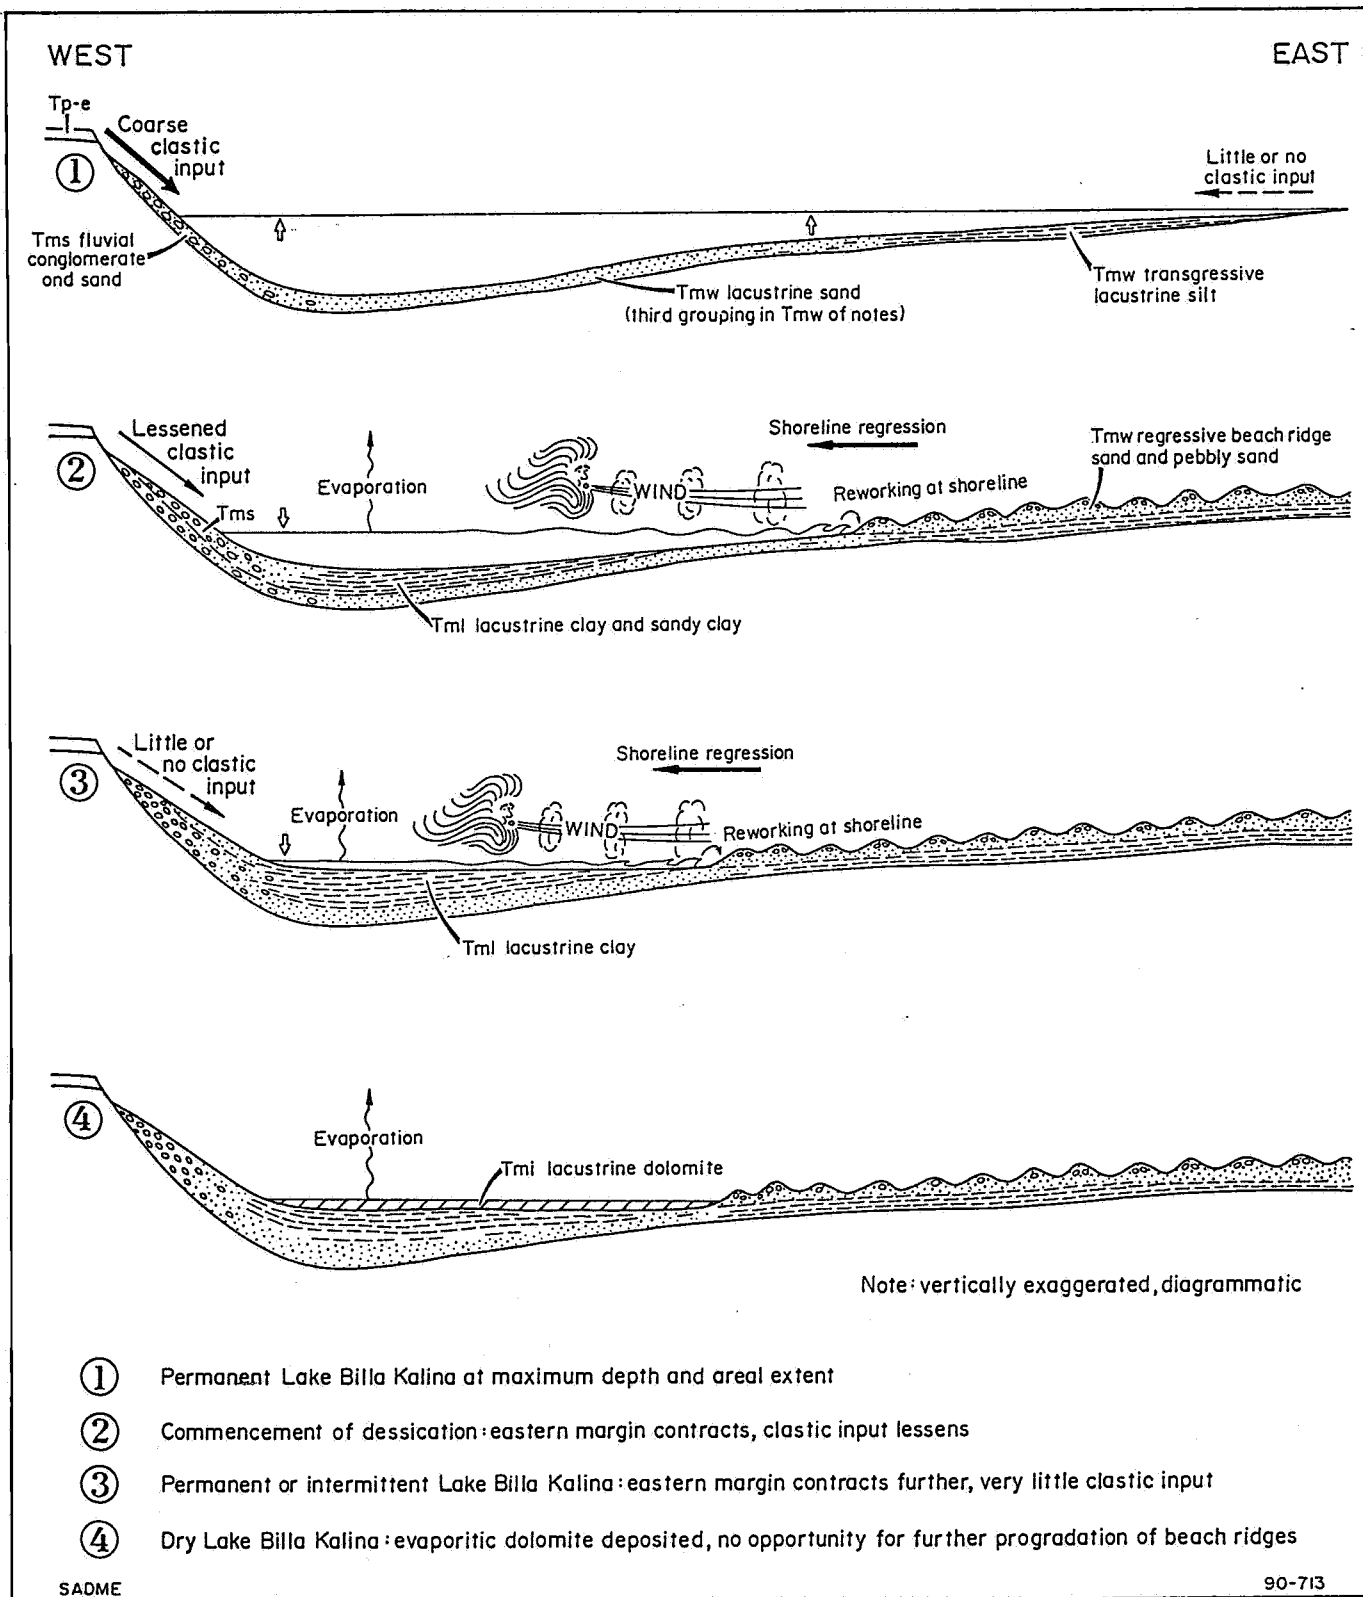 WEST
EAST
Tp-e
Coarse
clastic
input
①
Little or no
clastic input
Tms fluvial
conglomerate
ond sand
Tmw lacustrine sand
(third grouping in Tmw of notes)
Tmw transgressive
lacustrine silt
Lessened
clastic
input
②
Tms
Evaporation
WIND
Shoreline regression
Reworking at shoreline
Tmw regressive beach ridge
sand and pebbly sand
Tml lacustrine clay and sandy clay
Little or
no clastic
input
③
Evaporation
WIND
Shoreline regression
Reworking at shoreline
Tml lacustrine clay
④
Evaporation
Tmi lacustrine dolomite
Note: vertically exaggerated, diagrammatic
① Permanent Lake Billa Kalina at maximum depth and areal extent
② Commencement of dessication: eastern margin contracts, clastic input lessens
③ Permanent or intermittent Lake Billa Kalina: eastern margin contracts further, very little clastic input
④ Dry Lake Billa Kalina: evaporitic dolomite deposited, no opportunity for further progradation of beach ridges
SADME
90-713